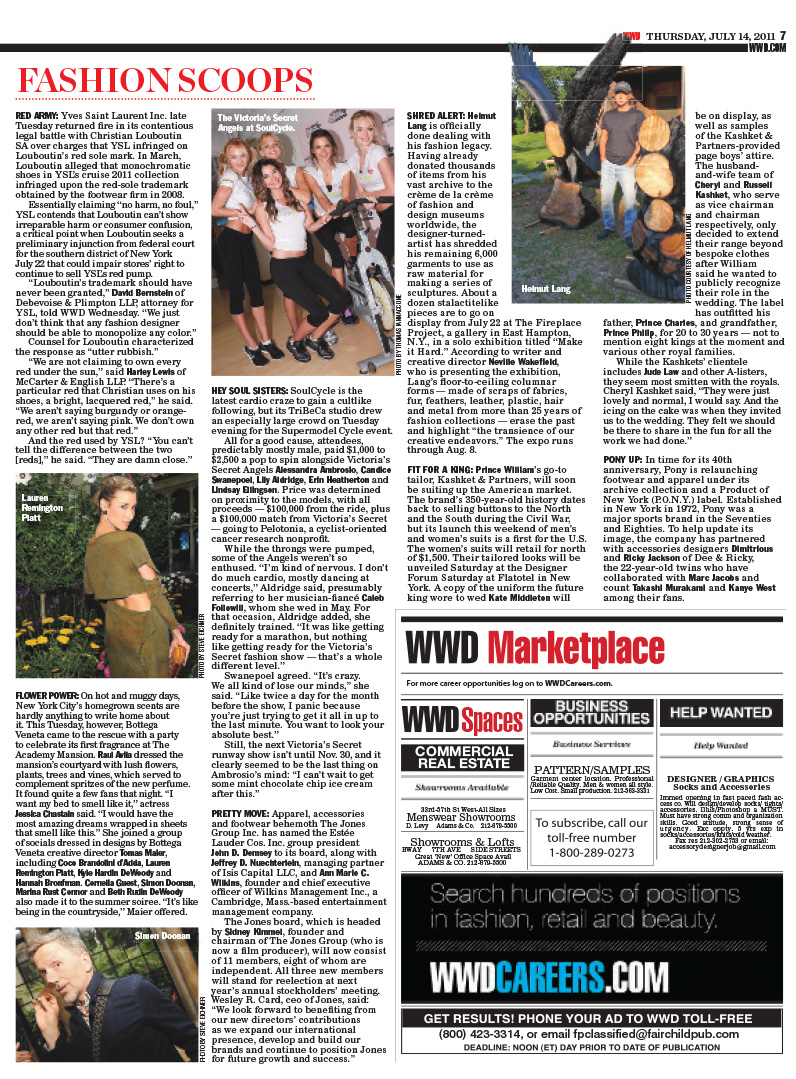 WWD THURSDAY, JULY 14, 2011 7
WWD.COM
FASHION SCOOPS
RED ARMY: Yves Saint Laurent Inc. late
Tuesday returned fire in its contentious
legal battle with Christian Louboutin
SA over charges that YSL infringed on
Louboutin's red sole mark. In March,
Louboutin alleged that monochromatic
shoes in YSL's cruise 2011 collection
infringed upon the red-sole trademark
obtained by the footwear firm in 2008.
Essentially claiming "no harm, no foul,"
YSL contends that Louboutin can't show
irreparable harm or consumer confusion,
a critical point when Louboutin seeks a
preliminary injunction from federal court
for the southern district of New York
July 22 that could impair stores' right to
continue to sell YSL's red pump.
"Louboutin's trademark should have
never been granted," David Bernstein of
Debevoise & Plimpton LLP, attorney for
YSL, told WWD Wednesday. "We just
don't think that any fashion designer
should be able to monopolize any color."
Counsel for Louboutin characterized
the response as "utter rubbish."
"We are not claiming to own every
red under the sun," said Harley Lewis of
McCarter & English LLP. "There's a
particular red that Christian uses on his
shoes, a bright, lacquered red," he said.
"We aren't saying burgundy or orange-
red, we aren't saying pink. We don't own
any other red but that red."
And the red used by YSL? "You can't
tell the difference between the two
[reds]," he said. "They are damn close."
Lauren
Remington
Platt
PHOTO BY STEVE EICHNER
FLOWER POWER: On hot and muggy days,
New York City's homegrown scents are
hardly anything to write home about
it. This Tuesday, however, Bottega
Veneta came to the rescue with a party
to celebrate its first fragrance at The
Academy Mansion. Raul Avila dressed the
mansion's courtyard with lush flowers,
plants, trees and vines, which served to
complement spritzes of the new perfume.
It found quite a few fans that night. "I
want my bed to smell like it," actress
Jessica Chastain said. "I would have the
most amazing dreams wrapped in sheets
that smell like this." She joined a group
of socials dressed in designs by Bottega
Veneta creative director Tomas Maier,
including Coco Brandolini d'Adda, Lauren
Remington Platt, Kyle Hardin DeWoody and
Hannah Bronfman. Cornelia Guest, Simon Doonan,
Marina Rust Connor and Beth Rudin DeWoody
also made it to the summer soiree. "It's like
being in the countryside," Maier offered.
Simon Doonan
PHOTO BY STEVE EICHNER
The Victoria's Secret
Angels at SoulCycle.
PHOTO BY THOMAS IANNACCONE
HEY SOUL SISTERS: SoulCycle is the
latest cardio craze to gain a cultlike
following, but its TriBeCa studio drew
an especially large crowd on Tuesday
evening for the Supermodel Cycle event.
All for a good cause, attendees,
predictably mostly male, paid $1,000 to
$2,500 a pop to spin alongside Victoria's
Secret Angels Alessandra Ambrosio, Candice
Swanepoel, Lily Aldridge, Erin Heatherton and
Lindsay Ellingson. Price was determined
on proximity to the models, with all
proceeds — $100,000 from the ride, plus
a $100,000 match from Victoria's Secret
— going to Pelotonia, a cyclist-oriented
cancer research nonprofit.
While the throngs were pumped,
some of the Angels weren't so
enthused. "I'm kind of nervous. I don't
do much cardio, mostly dancing at
concerts," Aldridge said, presumably
referring to her musician-fiancé Caleb
Followill, whom she wed in May. For
that occasion, Aldridge added, she
definitely trained. "It was like getting
ready for a marathon, but nothing
like getting ready for the Victoria's
Secret fashion show — that's a whole
different level."
Swanepoel agreed. "It's crazy.
We all kind of lose our minds," she
said. "Like twice a day for the month
before the show, I panic because
you're just trying to get it all in up to
the last minute. You want to look your
absolute best."
Still, the next Victoria's Secret
runway show isn't until Nov. 30, and it
clearly seemed to be the last thing on
Ambrosio's mind: "I can't wait to get
some mint chocolate chip ice cream
after this."
PRETTY MOVE: Apparel, accessories
and footwear behemoth The Jones
Group Inc. has named the Estée
Lauder Cos. Inc. group president
John D. Demsey to its board, along with
Jeffrey D. Nuechterlein, managing partner
of Isis Capital LLC, and Ann Marie C.
Wilkins, founder and chief executive
officer of Wilkins Management Inc., a
Cambridge, Mass.-based entertainment
management company.
The Jones board, which is headed
by Sidney Kimmel, founder and
chairman of The Jones Group (who is
now a film producer), will now consist
of 11 members, eight of whom are
independent. All three new members
will stand for reelection at next
year's annual stockholders' meeting.
Wesley R. Card, ceo of Jones, said:
"We look forward to benefiting from
our new directors' contributions
as we expand our international
presence, develop and build our
brands and continue to position Jones
for future growth and success."
SHRED ALERT: Helmut
Lang is officially
done dealing with
his fashion legacy.
Having already
donated thousands
of items from his
vast archive to the
crème de la crème
of fashion and
design museums
worldwide, the
designer-turned-
artist has shredded
his remaining 6,000
garments to use as
raw material for
making a series of
sculptures. About a
dozen stalactitelike
pieces are to go on
display from July 22 at The Fireplace
Project, a gallery in East Hampton,
N.Y., in a solo exhibition titled "Make
it Hard." According to writer and
creative director Neville Wakefield,
who is presenting the exhibition,
Lang's floor-to-ceiling columnar
forms — made of scraps of fabrics,
fur, feathers, leather, plastic, hair
and metal from more than 25 years of
fashion collections — erase the past
and highlight "the transience of our
creative endeavors." The expo runs
through Aug. 8.
Helmut Lang
PHOTO COURTESY OF HELMUT LANG
FIT FOR A KING: Prince William's go-to
tailor, Kashket & Partners, will soon
be suiting up the American market.
The brand's 350-year-old history dates
back to selling buttons to the North
and the South during the Civil War,
but its launch this weekend of men's
and women's suits is a first for the U.S.
The women's suits will retail for north
of $1,500. Their tailored looks will be
unveiled Saturday at the Designer
Forum Saturday at Flatotel in New
York. A copy of the uniform the future
king wore to wed Kate Middleton will
be on display, as
well as samples
of the Kashket &
Partners-provided
page boys' attire.
The husband-
and-wife team of
Cheryl and Russell
Kashket, who serve
as vice chairman
and chairman
respectively, only
decided to extend
their range beyond
bespoke clothes
after William
said he wanted to
publicly recognize
their role in the
wedding. The label
has outfitted his
father, Prince Charles, and grandfather,
Prince Philip, for 20 to 30 years — not to
mention eight kings at the moment and
various other royal families.
While the Kashkets' clientele
includes Jude Law and other A-listers,
they seem most smitten with the royals.
Cheryl Kashket said, "They were just
lovely and normal, I would say. And the
icing on the cake was when they invited
us to the wedding. They felt we should
be there to share in the fun for all the
work we had done."
PONY UP: In time for its 40th
anniversary, Pony is relaunching
footwear and apparel under its
archive collection and a Product of
New York (P.O.N.Y.) label. Established
in New York in 1972, Pony was a
major sports brand in the Seventies
and Eighties. To help update its
image, the company has partnered
with accessories designers Dimitrious
and Ricky Jackson of Dee & Ricky,
the 22-year-old twins who have
collaborated with Marc Jacobs and
count Takashi Murakami and Kanye West
among their fans.
WWD Marketplace
For more career opportunities log on to WWDCareers.com.
WWD Spaces
COMMERCIAL
REAL ESTATE
Showrooms Available
33rd-57th St West-All Sizes
Menswear Showrooms
D. Levy Adams & Co. 212-679-5500
Showrooms & Lofts
BWAY 7TH AVE SIDE STREETS
Great 'New' Office Space Avail
ADAMS & CO. 212-679-5500
BUSINESS
OPPORTUNITIES
Business Services
PATTERN/SAMPLES
Garment center location. Professional
/Reliable Quality. Men & women all style.
Low Cost. Small production.
To subscribe, call our
toll-free number
1-800-289-0273
HELP WANTED
Help Wanted
DESIGNER / GRAPHICS
Socks and Accessories
Immed opening in fast paced fash ac-
cess co. Will design/develop socks/tights/
accessories. Illus/Photoshop a MUST.
Must have strong comm and organization
skills. Good attitude, strong sense of
urgency. Exc oppty. 5 yrs exp in
socks/accessories/knits/cold weather.
Fax res 212-302-2753 or email:
accessorydesignerjob@gmail.com
Search hundreds of positions
in fashion, retail and beauty.
WWDCAREERS.COM
GET RESULTS! PHONE YOUR AD TO WWD TOLL-FREE
(800) 423-3314, or email fpclassified@fairchildpub.com
DEADLINE: NOON (ET) DAY PRIOR TO DATE OF PUBLICATION